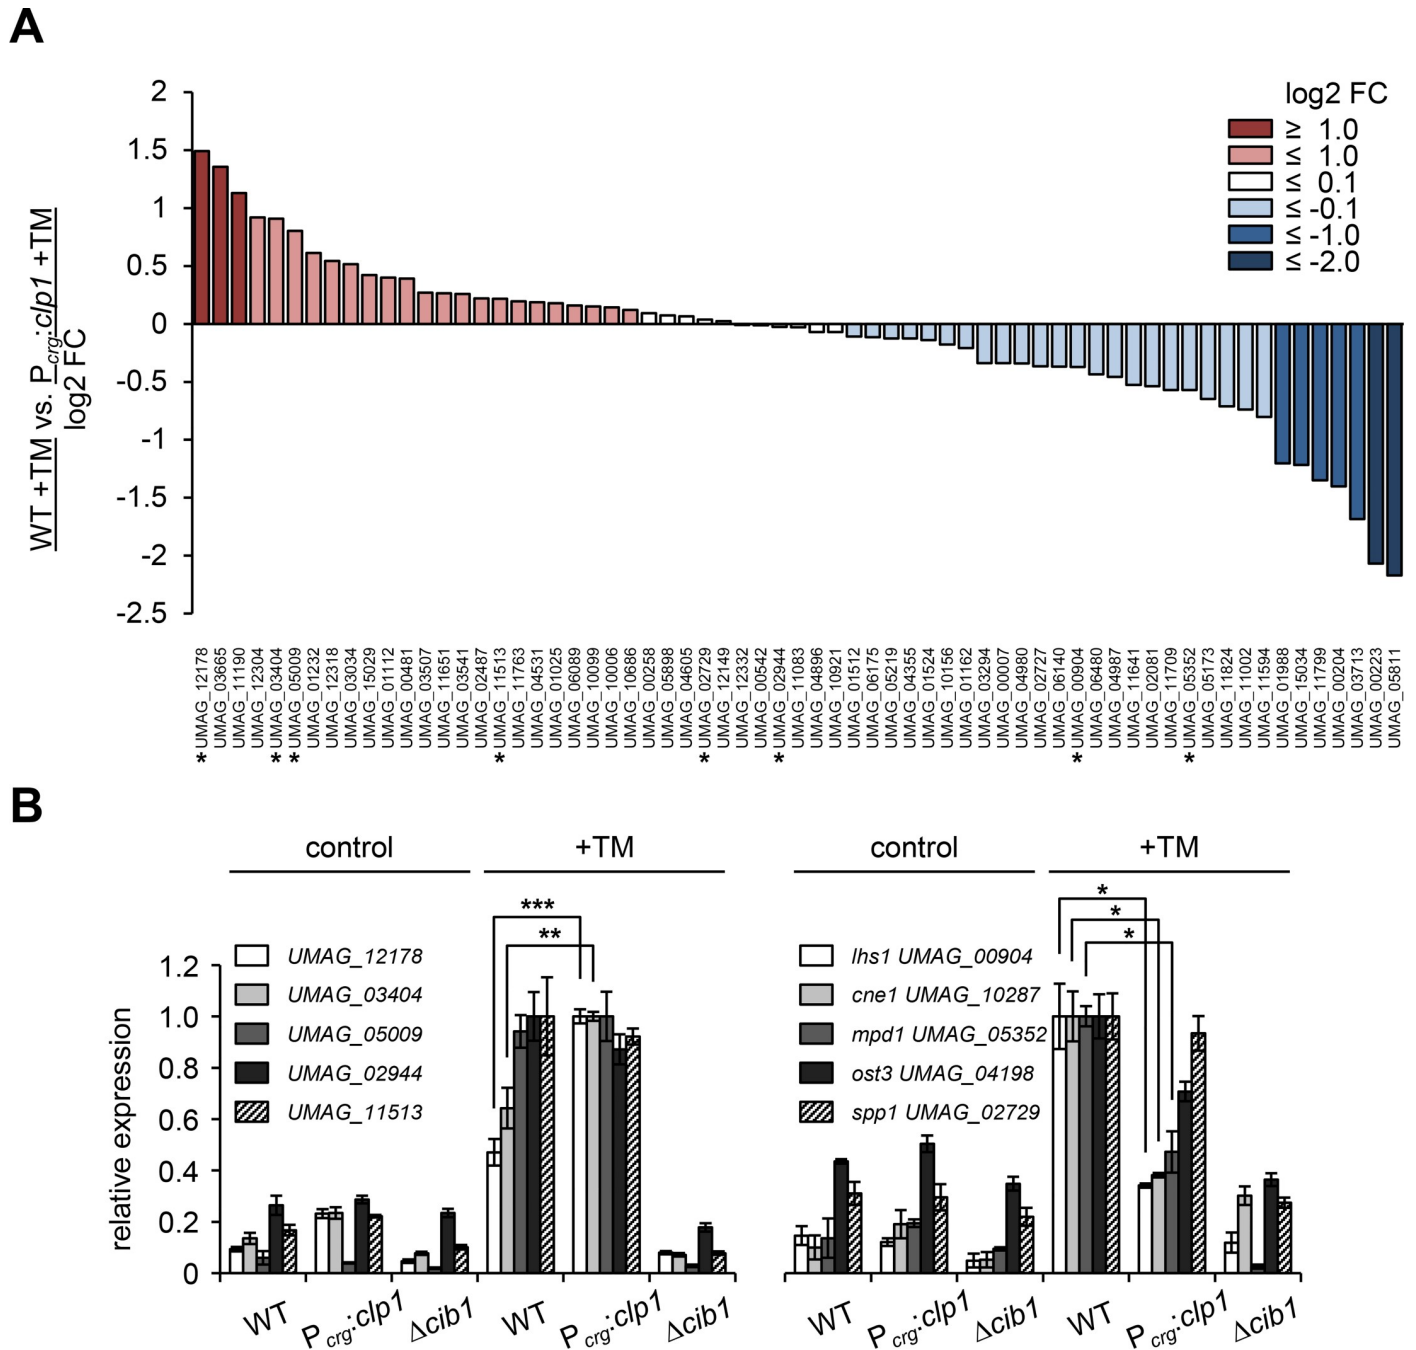 A
2
1.5
1
0.5
0
-0.5
-1
-1.5
-2
-2.5
WT +TM vs. Pcrg:clp1 +TM
log2 FC
log2 FC
≥ 1.0
≤ 1.0
≤ 0.1
≤ -0.1
≤ -1.0
≤ -2.0
* UMAG_12178
UMAG_03665
UMAG_11190
UMAG_12304
* UMAG_03404
* UMAG_05009
UMAG_01232
UMAG_12318
UMAG_03034
UMAG_15029
UMAG_01112
UMAG_00481
UMAG_03507
UMAG_11651
UMAG_03541
UMAG_02487
* UMAG_11513
UMAG_11763
UMAG_04531
UMAG_01025
UMAG_06089
UMAG_10099
UMAG_10006
UMAG_10686
UMAG_00258
UMAG_05898
UMAG_04605
* UMAG_02729
UMAG_12149
UMAG_12332
UMAG_00542
* UMAG_02944
UMAG_11083
UMAG_04896
UMAG_10921
UMAG_01512
UMAG_06175
UMAG_05219
UMAG_04355
UMAG_01524
UMAG_10156
UMAG_01162
UMAG_03294
UMAG_00007
UMAG_04980
UMAG_02727
UMAG_06140
* UMAG_00904
UMAG_06480
UMAG_04987
UMAG_11641
UMAG_02081
UMAG_11709
* UMAG_05352
UMAG_05173
UMAG_11824
UMAG_11002
UMAG_11594
UMAG_01988
UMAG_15034
UMAG_11799
UMAG_00204
UMAG_03713
UMAG_00223
UMAG_05811
B
control
+TM
***
**
UMAG_12178
UMAG_03404
UMAG_05009
UMAG_02944
UMAG_11513
relative expression
1.2
1.0
0.8
0.6
0.4
0.2
0
WT
Pcrg:clp1
Δcib1
WT
Pcrg:clp1
Δcib1
control
+TM
*
*
*
lhs1 UMAG_00904
cne1 UMAG_10287
mpd1 UMAG_05352
ost3 UMAG_04198
spp1 UMAG_02729
WT
Pcrg:clp1
Δcib1
WT
Pcrg:clp1
Δcib1